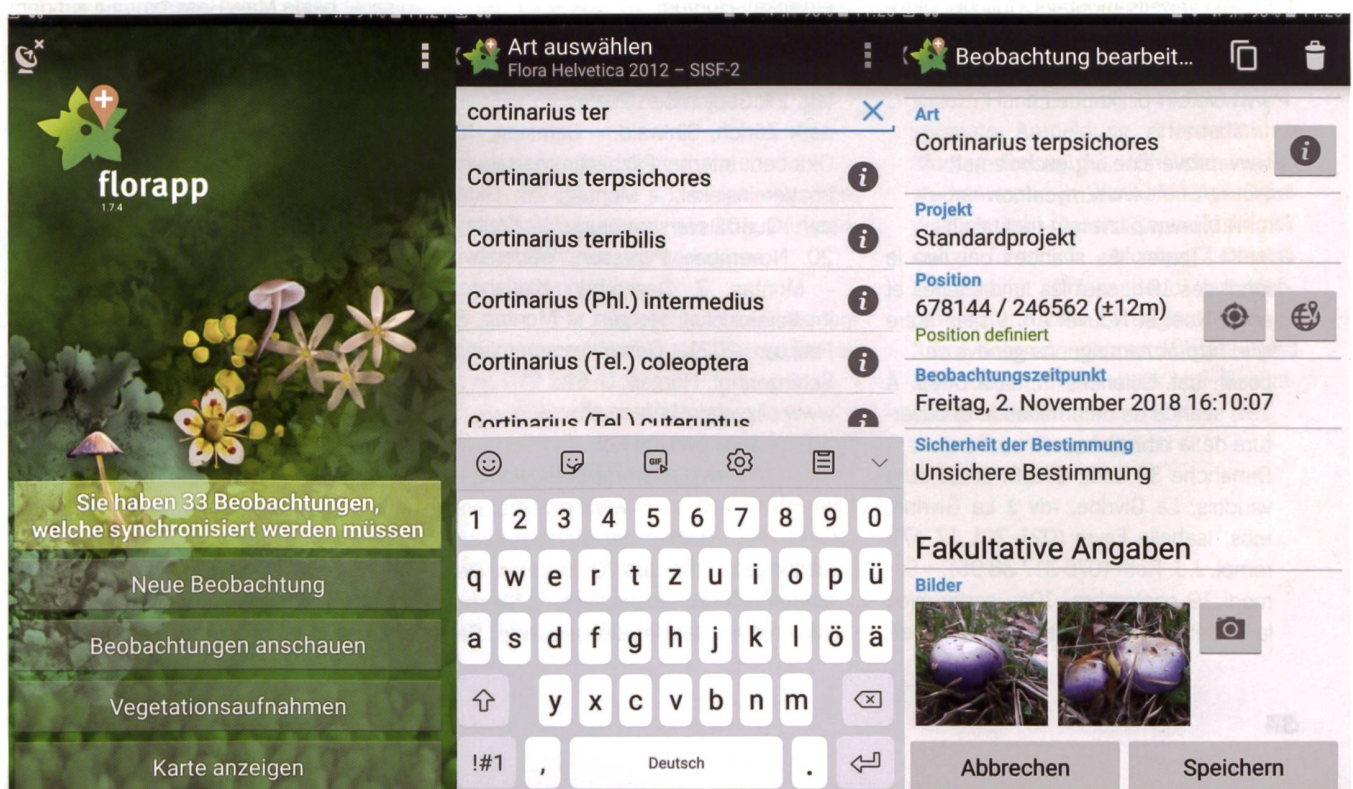 florapp
1.7.4
Sie haben 33 Beobachtungen,
welche synchronisiert werden müssen
Neue Beobachtung
Beobachtungen anschauen
Vegetationsaufnahmen
Karte anzeigen
Art auswählen
Flora Helvetica 2012 – SISF-2
cortinarius ter
Cortinarius terpsichores
Cortinarius terribilis
Cortinarius (Phl.) intermedius
Cortinarius (Tel.) coleoptera
Cortinarius (Tel.) cuteruptus
GIF
1 2 3 4 5 6 7 8 9 0
q w e r t z u i o p ü
a s d f g h j k l ö ä
y x c v b n m
!#1 , Deutsch .
Beobachtung bearbeit...
Art
Cortinarius terpsichores
Projekt
Standardprojekt
Position
678144 / 246562 (±12m)
Position definiert
Beobachtungszeitpunkt
Freitag, 2. November 2018 16:10:07
Sicherheit der Bestimmung
Unsichere Bestimmung
Fakultative Angaben
Bilder
Abbrechen
Speichern